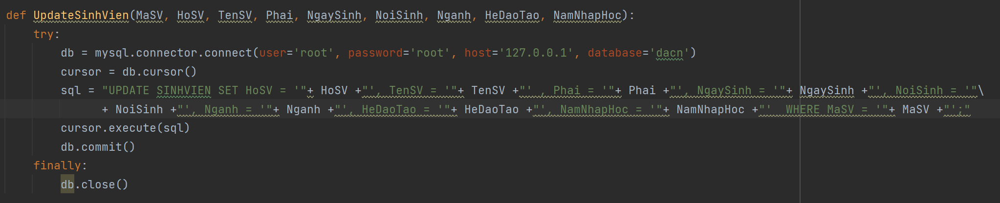 def UpdateSinhVien(MaSV, HoSV, TenSV, Phai, NgaySinh, NoiSinh, Nganh, HeDaoTao, NamNhapHoc):
    try:
        db = mysql.connector.connect(user='root', password='root', host='127.0.0.1', database='dacn')
        cursor = db.cursor()
        sql = "UPDATE SINHVIEN SET HoSV = '"+ HoSV +"', TenSV = '"+ TenSV +"' , Phai = '"+ Phai +"', NgaySinh = '"+ NgaySinh +"', NoiSinh = '"\
              + NoiSinh +"', Nganh = '"+ Nganh +"', HeDaoTao = '"+ HeDaoTao +"', NamNhapHoc = '"+ NamNhapHoc +"'  WHERE MaSV = '"+ MaSV +"';"
        cursor.execute(sql)
        db.commit()
    finally:
        db.close()